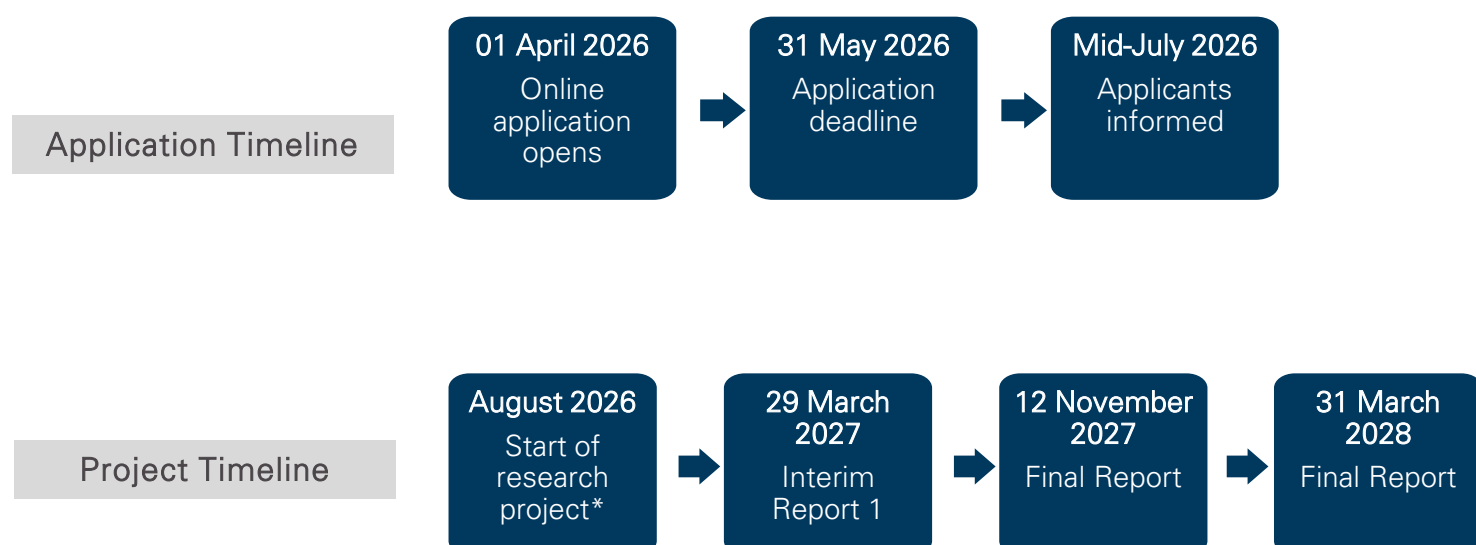 Application Timeline
01 April 2026
Online
application
opens
31 May 2026
Application
deadline
Mid-July 2026
Applicants
informed
Project Timeline
August 2026
Start of
research
project*
29 March
2027
Interim
Report 1
12 November
2027
Final Report
31 March
2028
Final Report